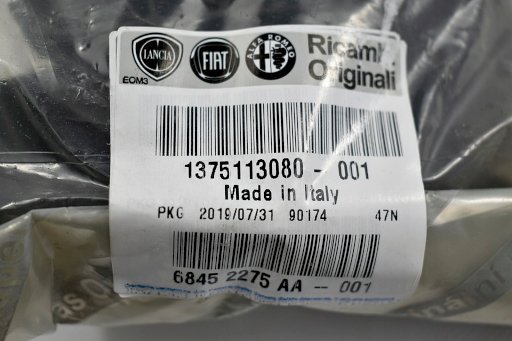 LANCIA FIAT ALFA ROMEO Ricambi
Originali
EOM3
1375113080 - 001
Made in Italy
PKG 2019/07/31 90174 47N
6845 2275 AA -- 001